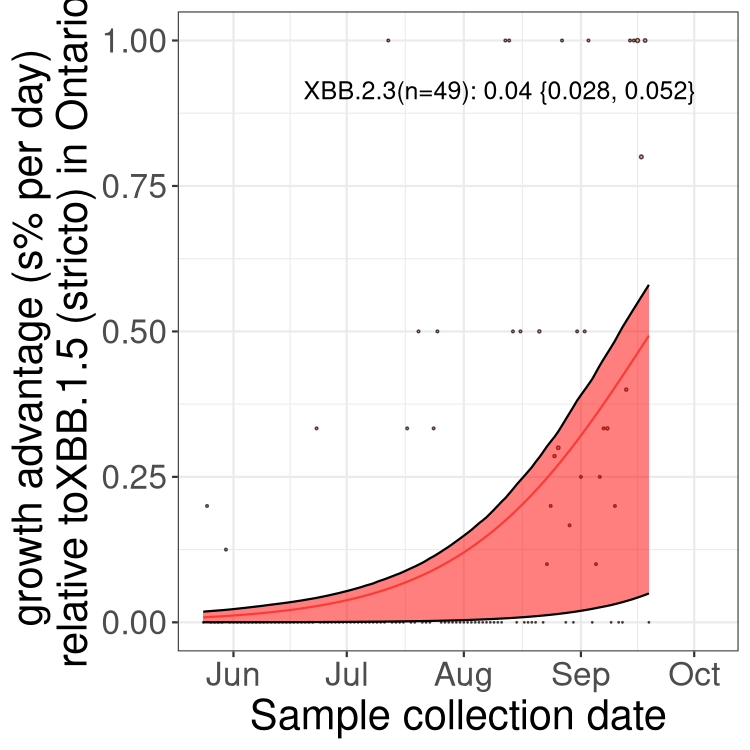 growth advantage (s% per day)
relative toXBB.1.5 (stricto) in Ontario
1.00
0.75
0.50
0.25
0.00
XBB.2.3(n=49): 0.04 {0.028, 0.052}
Jun Jul Aug Sep Oct
Sample collection date